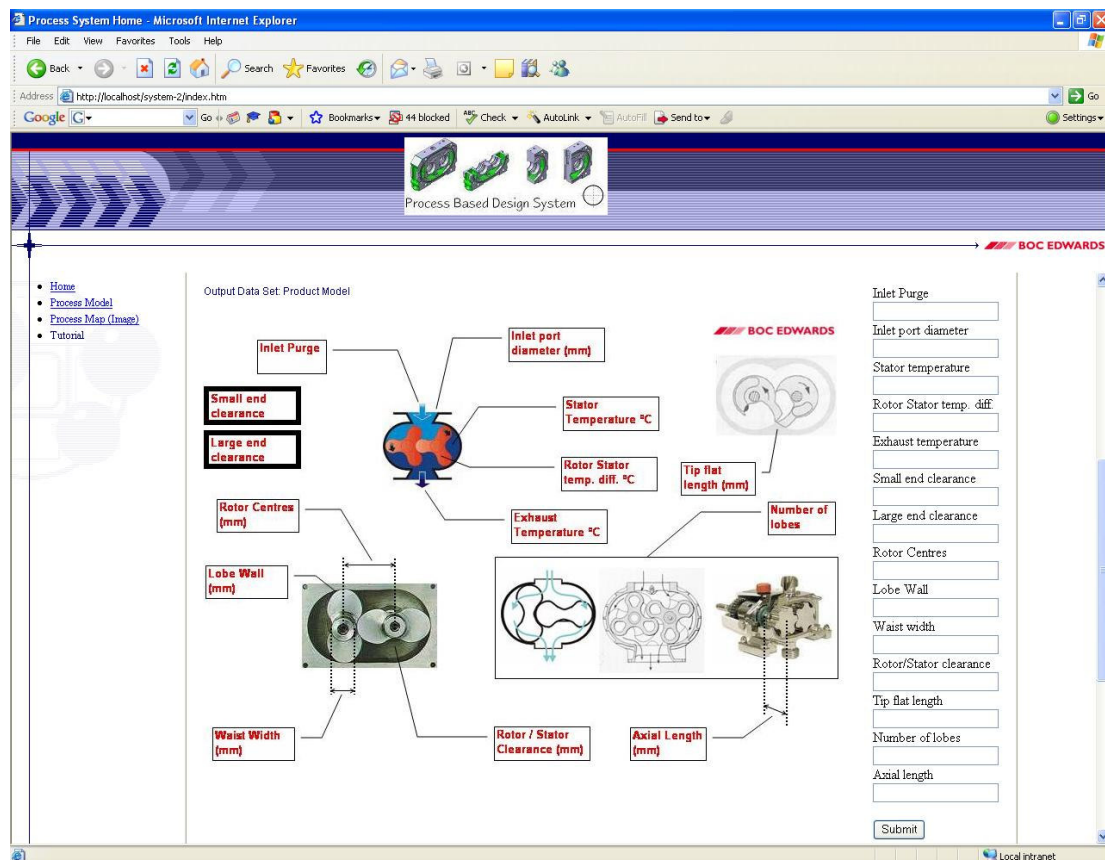 Process System Home - Microsoft Internet Explorer
File Edit View Favorites Tools Help
Back Search Favorites
Address http://localhost/system-2/index.htm Go
Google G Go Bookmarks 44 blocked ABC Check AutoLink AutoFill Send to Settings
Process Based Design System
BOC EDWARDS
Home
Process Model
Process Map (Image)
Tutorial
Output Data Set: Product Model
BOC EDWARDS
Inlet Purge
Inlet port
diameter (mm)
Small end
clearance
Large end
clearance
Stator
Temperature ºC
Rotor Stator
temp. diff. ºC
Exhaust
Temperature ºC
Tip flat
length (mm)
Number of
lobes
Rotor Centres
(mm)
Lobe Wall
(mm)
Waist Width
(mm)
Rotor / Stator
Clearance (mm)
Axial Length
(mm)
Inlet Purge
Inlet port diameter
Stator temperature
Rotor Stator temp. diff.
Exhaust temperature
Small end clearance
Large end clearance
Rotor Centres
Lobe Wall
Waist width
Rotor/Stator clearance
Tip flat length
Number of lobes
Axial length
Submit
Local intranet